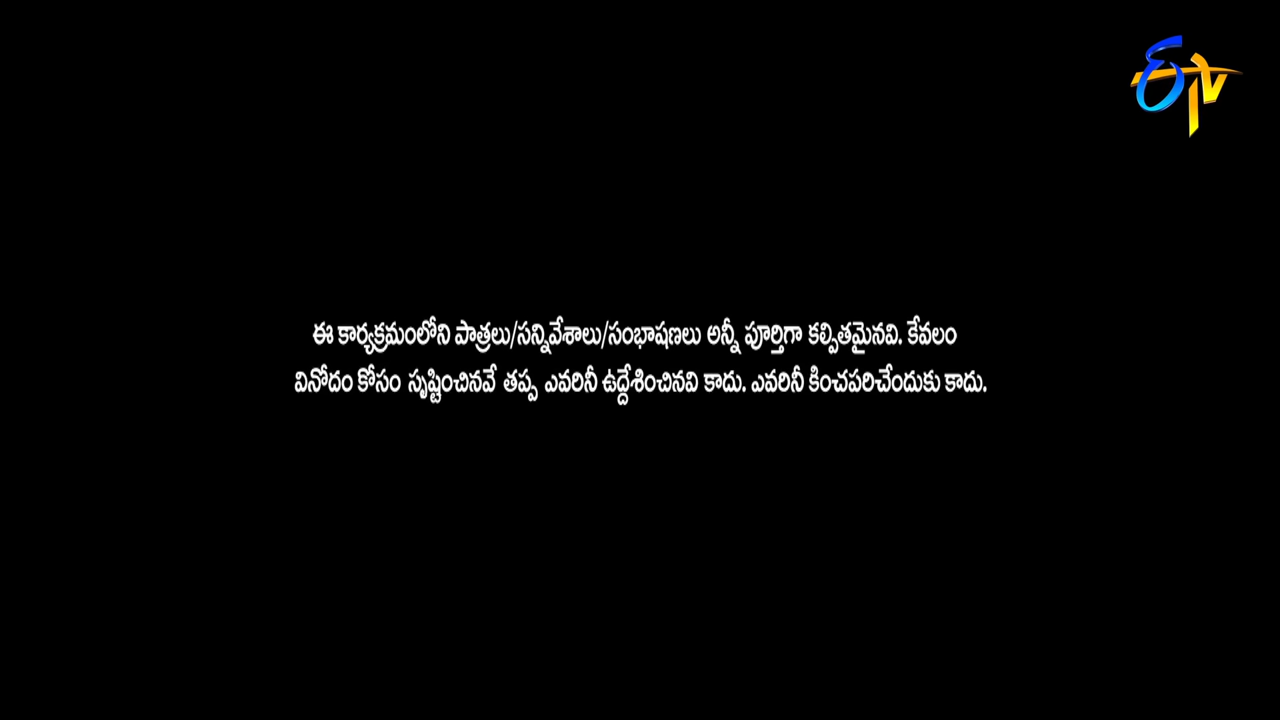 ఈ టీవీ
ఈ కార్యక్రమంలోని పాత్రలు/సన్నివేశాలు/సంభాషణలు అన్నీ పూర్తిగా కల్పితమైనవి. కేవలం
వినోదం కోసం సృష్టించినవే తప్ప ఎవరినీ ఉద్దేశించినవి కాదు. ఎవరినీ కించపరిచేందుకు కాదు.